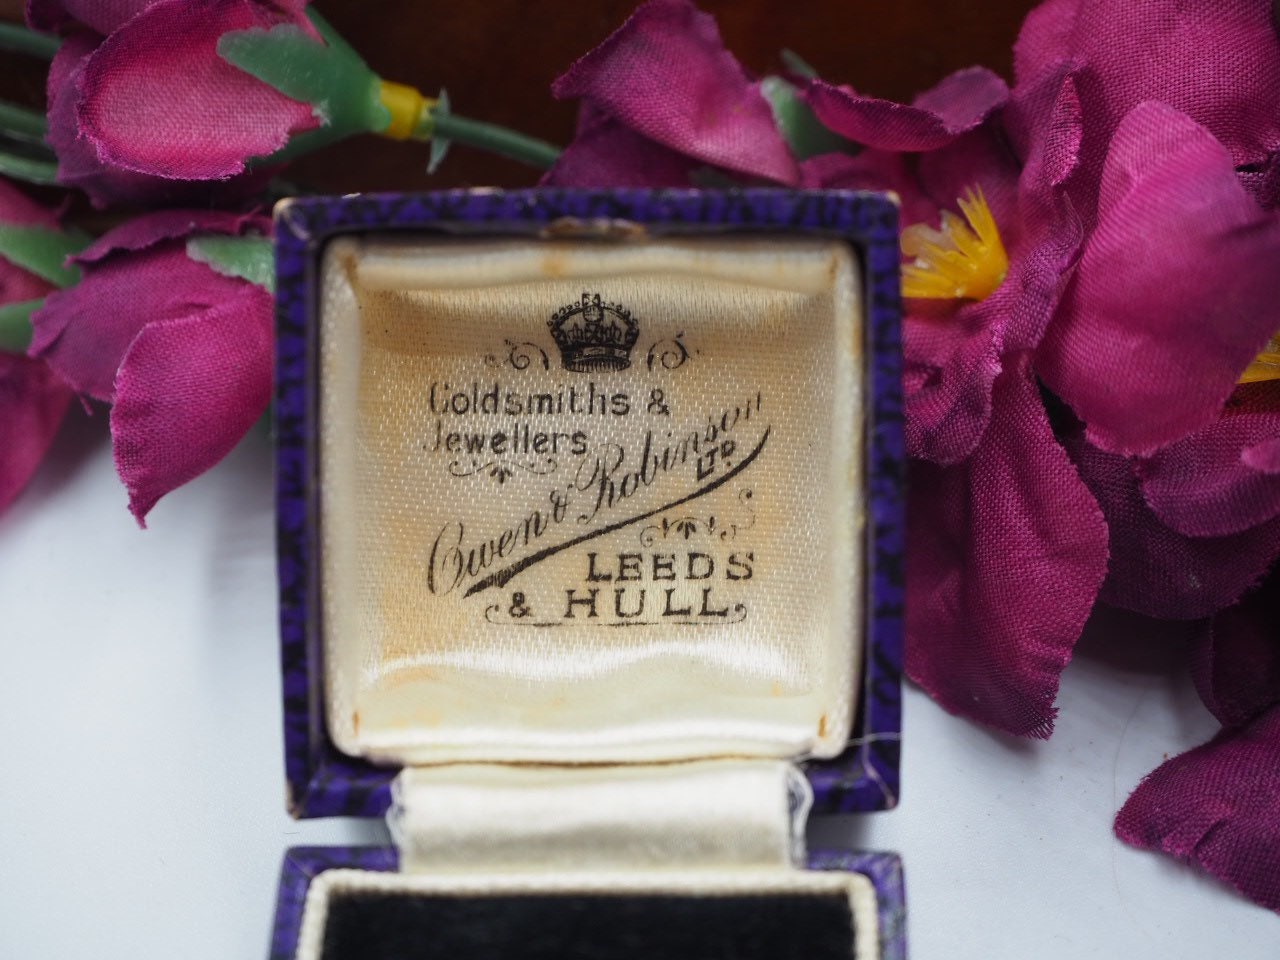 Goldsmiths &
Jewellers
Owen & Robinson
LTD
LEEDS
& HULL.